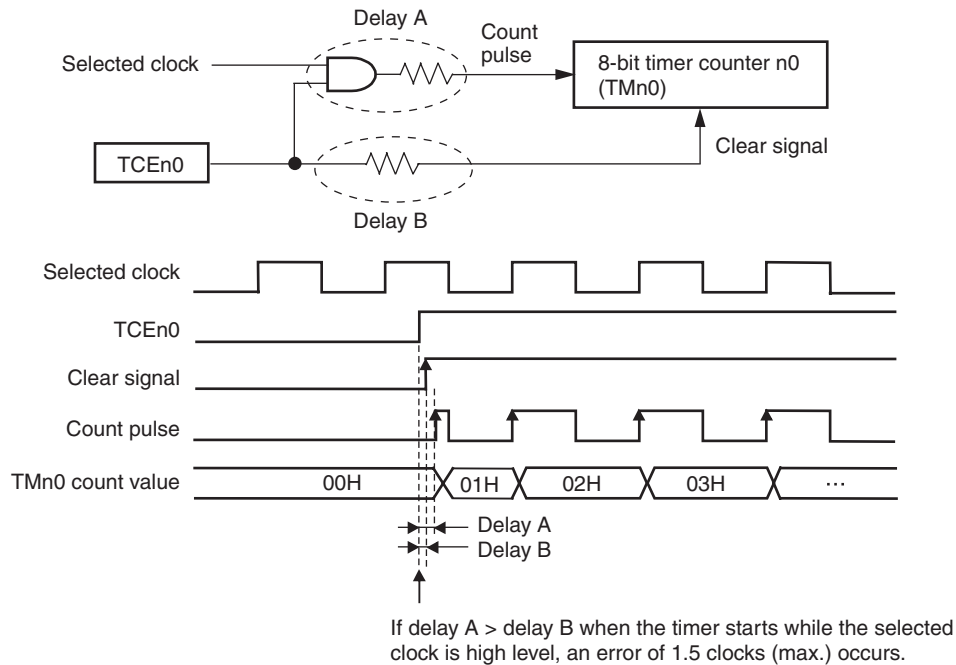 Delay A
Count
pulse
Selected clock
8-bit timer counter n0
(TMn0)
Clear signal
TCEn0
Delay B
Selected clock
TCEn0
Clear signal
Count pulse
TMn0 count value
00H
01H
02H
03H
...
Delay A
Delay B
If delay A > delay B when the timer starts while the selected
clock is high level, an error of 1.5 clocks (max.) occurs.